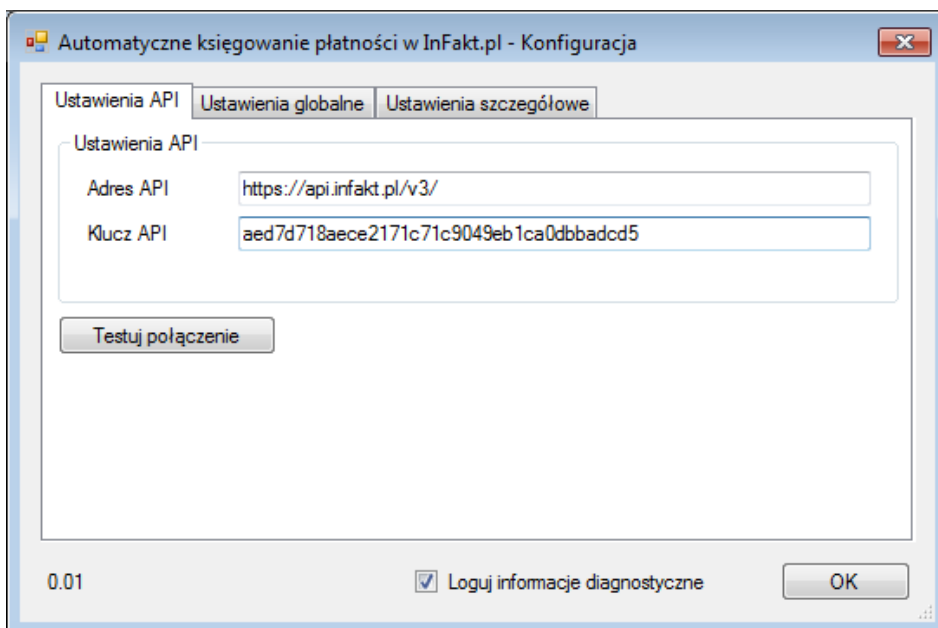 Automatyczne księgowanie płatności w InFakt.pl - Konfiguracja
Ustawienia API Ustawienia globalne Ustawienia szczegółowe
Ustawienia API
Adres API https://api.infakt.pl/v3/
Klucz API aed7d718aece2171c71c9049eb1ca0dbbadcd5
Testuj połączenie
0.01 Loguj informacje diagnostyczne OK